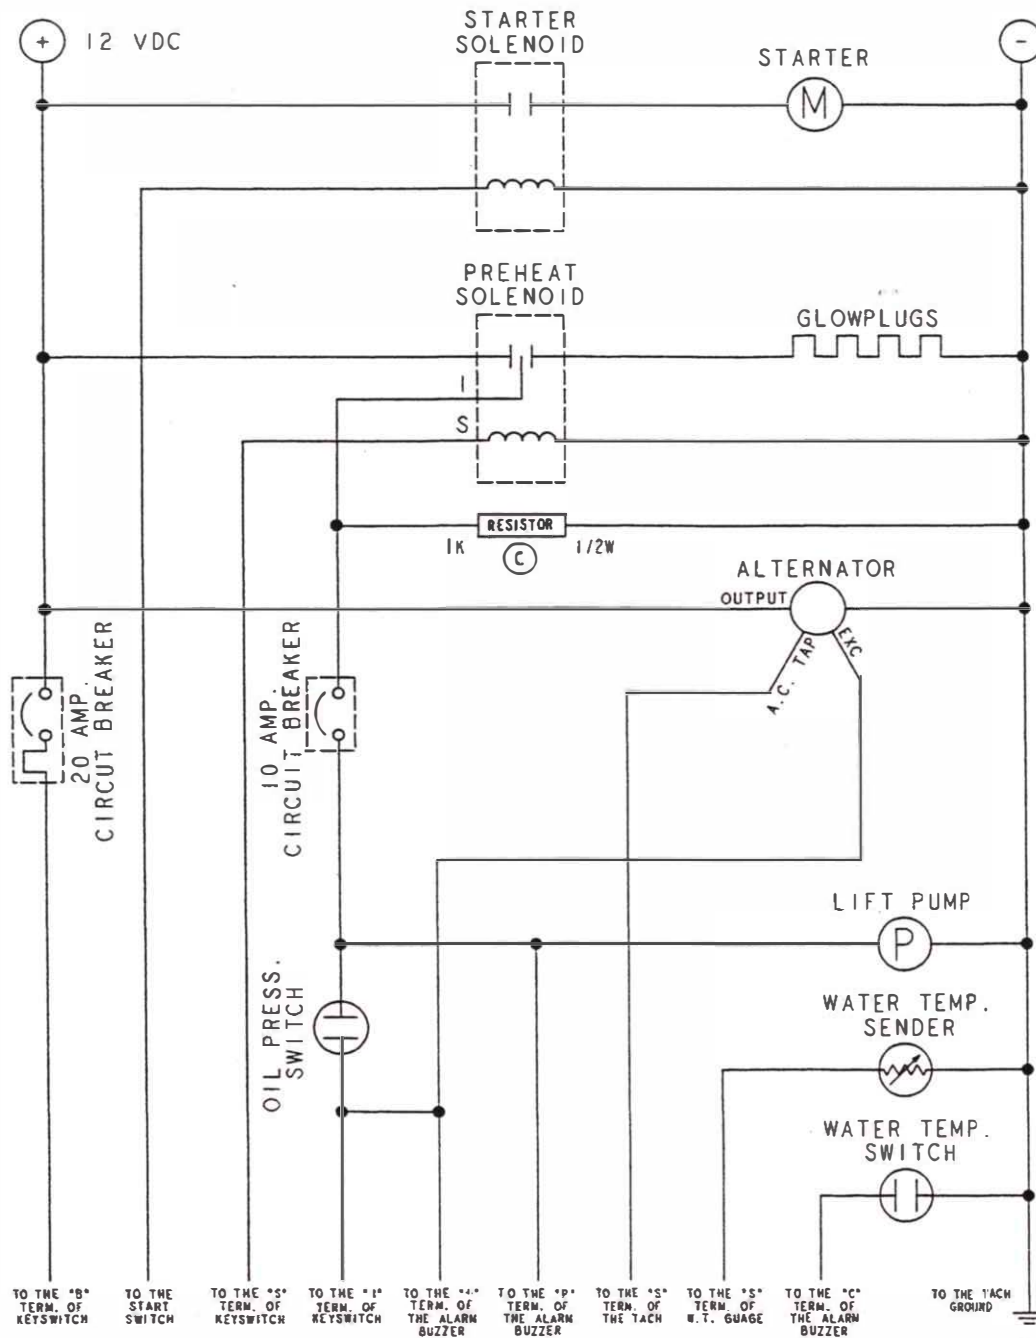 + 12 VDC
STARTER
SOLENOID
-
STARTER
M
PREHEAT
SOLENOID
GLOWPLUGS
I
S
RESISTOR
1K
C
1/2W
ALTERNATOR
OUTPUT
A.C. TAP
EXC
20 AMP.
CIRCUT BREAKER
10 AMP.
CIRCUIT BREAKER
LIFT PUMP
P
OIL PRESS.
SWITCH
WATER TEMP.
SENDER
WATER TEMP.
SWITCH
TO THE "B"
TERM. OF
KEYSWITCH
TO THE
START
SWITCH
TO THE "S"
TERM. OF
KEYSWITCH
TO THE "I"
TERM. OF
KEYSWITCH
TO THE "+"
TERM. OF
THE ALARM
BUZZER
TO THE "P"
TERM. OF
THE ALARM
BUZZER
TO THE "S"
TERM. OF
THE TACH
TO THE "S"
TERM. OF
W.T. GUAGE
TO THE "C"
TERM. OF
THE ALARM
BUZZER
TO THE TACH
GROUND